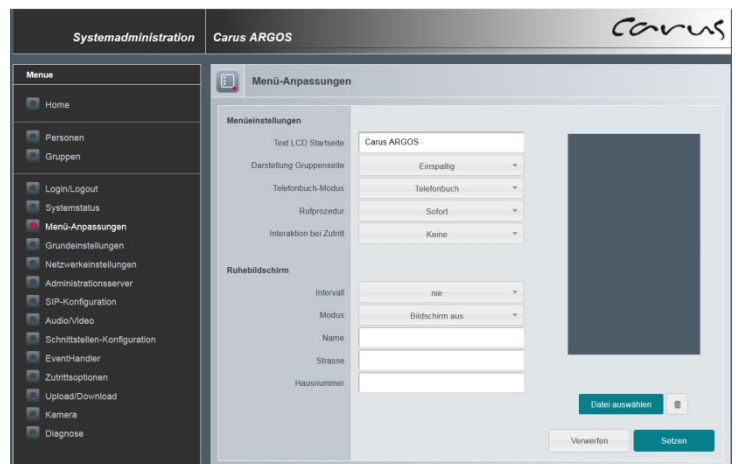 Systemadministration
Carus ARGOS
Carus
Menue
Home
Personen
Gruppen
Login/Logout
Systemstatus
Menü-Anpassungen
Grundeinstellungen
Netzwerkeinstellungen
Administrationsserver
SIP-Konfiguration
Audio/Video
Schnittstellen-Konfiguration
EventHandler
Zutrittsoptionen
Upload/Download
Kamera
Diagnose
Menü-Anpassungen
Menüeinstellungen
Text LCD Startseite Carus ARGOS
Darstellung Gruppenseite Einspaltig
Telefonbuch-Modus Telefonbuch
Rufprozedur Sofort
Interaktion bei Zutritt Keine
Ruhebildschirm
Intervall nie
Modus Bildschirm aus
Name
Strasse
Hausnummer
Datei auswählen
Verwerfen Setzen